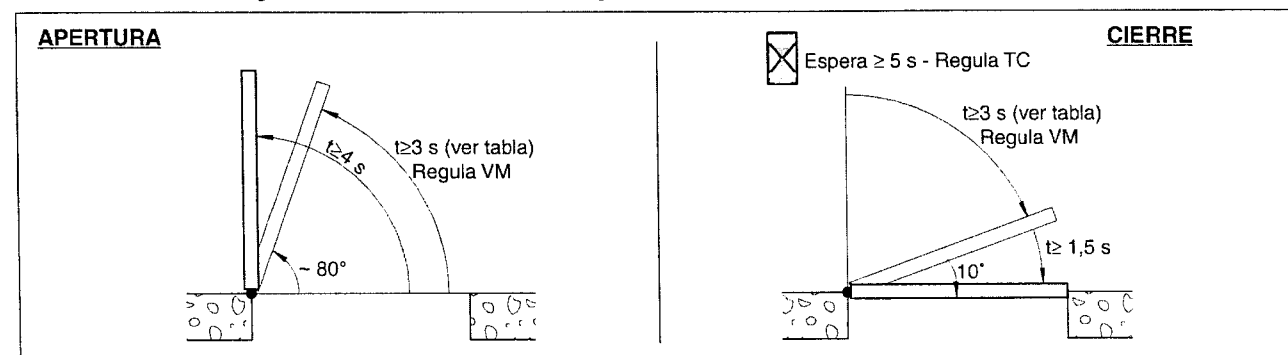 APERTURA
t≥4 s
t≥3 s (ver tabla)
Regula VM
~ 80°
CIERRE
Espera ≥ 5 s - Regula TC
t≥3 s (ver tabla)
Regula VM
t≥ 1,5 s
10°